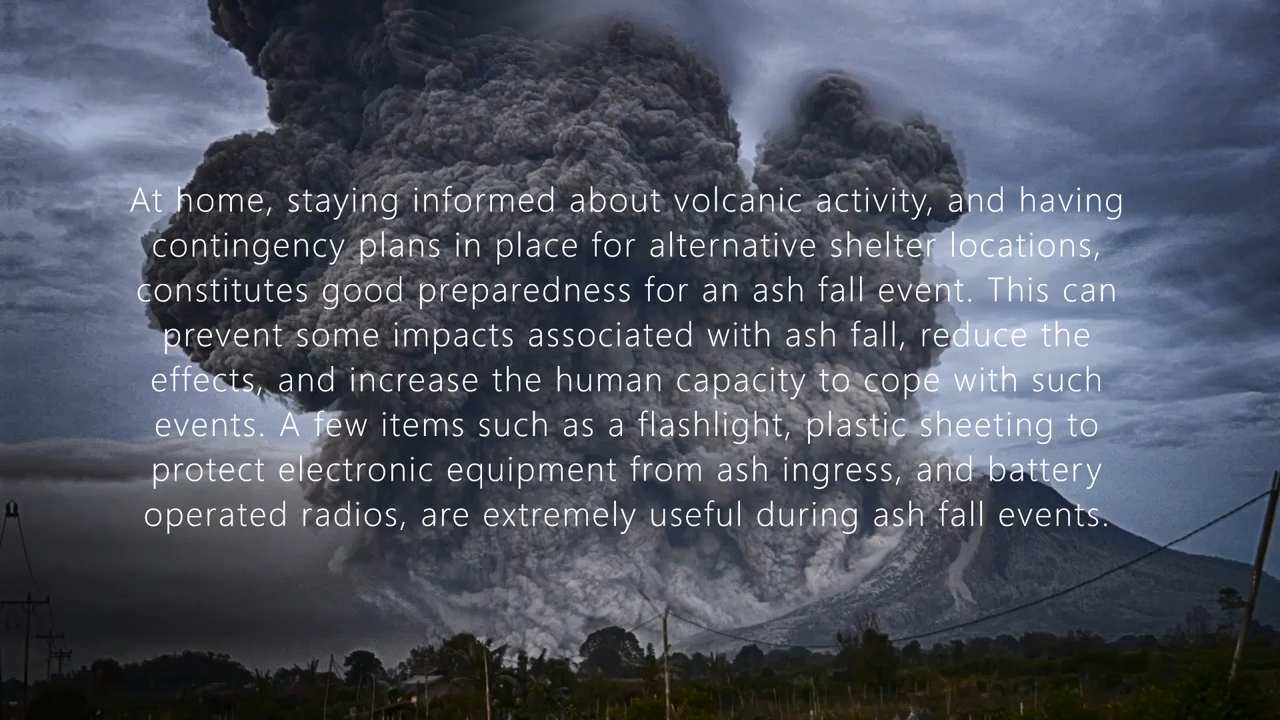 At home, staying informed about volcanic activity, and having
contingency plans in place for alternative shelter locations,
constitutes good preparedness for an ash fall event. This can
prevent some impacts associated with ash fall, reduce the
effects, and increase the human capacity to cope with such
events. A few items such as a flashlight, plastic sheeting to
protect electronic equipment from ash ingress, and battery
operated radios, are extremely useful during ash fall events.